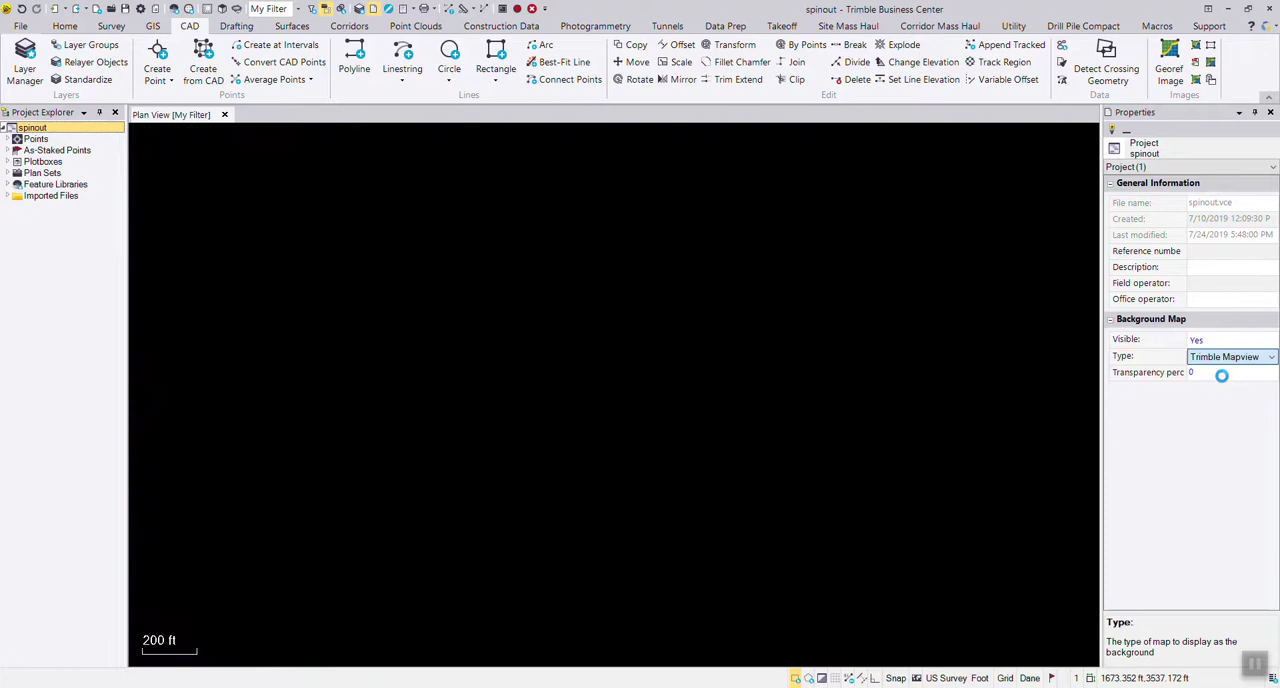 My Filter
spinout - Trimble Business Center
File Home Survey GIS CAD Drafting Surfaces Corridors Point Clouds Construction Data Photogrammetry Tunnels Data Prep Takeoff Site Mass Haul Corridor Mass Haul Utility Drill Pile Compact Macros Support
Layer Manager
Layer Groups
Relayer Objects
Standardize
Layers
Create Point
Create from CAD
Create at Intervals
Convert CAD Points
Average Points
Points
Polyline
Linestring
Circle
Rectangle
Arc
Best-Fit Line
Connect Points
Lines
Copy Offset Transform By Points Break Explode Append Tracked
Move Scale Fillet Chamfer Join Divide Change Elevation Track Region
Rotate Mirror Trim Extend Clip Delete Set Line Elevation Variable Offset
Edit
Detect Crossing Geometry
Data
Georef Image
Images
Project Explorer
spinout
Points
As-Staked Points
Plotboxes
Plan Sets
Feature Libraries
Imported Files
Plan View [My Filter]
200 ft
Properties
Project
spinout
Project (1)
General Information
File name: spinout.vce
Created: 7/10/2019 12:09:30 P
Last modified: 7/24/2019 5:48:00 PM
Reference numbe
Description:
Field operator:
Office operator:
Background Map
Visible: Yes
Type: Trimble Mapview
Transparency perc 0
Type:
The type of map to display as the
background
Snap US Survey Foot Grid Dane 1 1673.352 ft,3537.172 ft